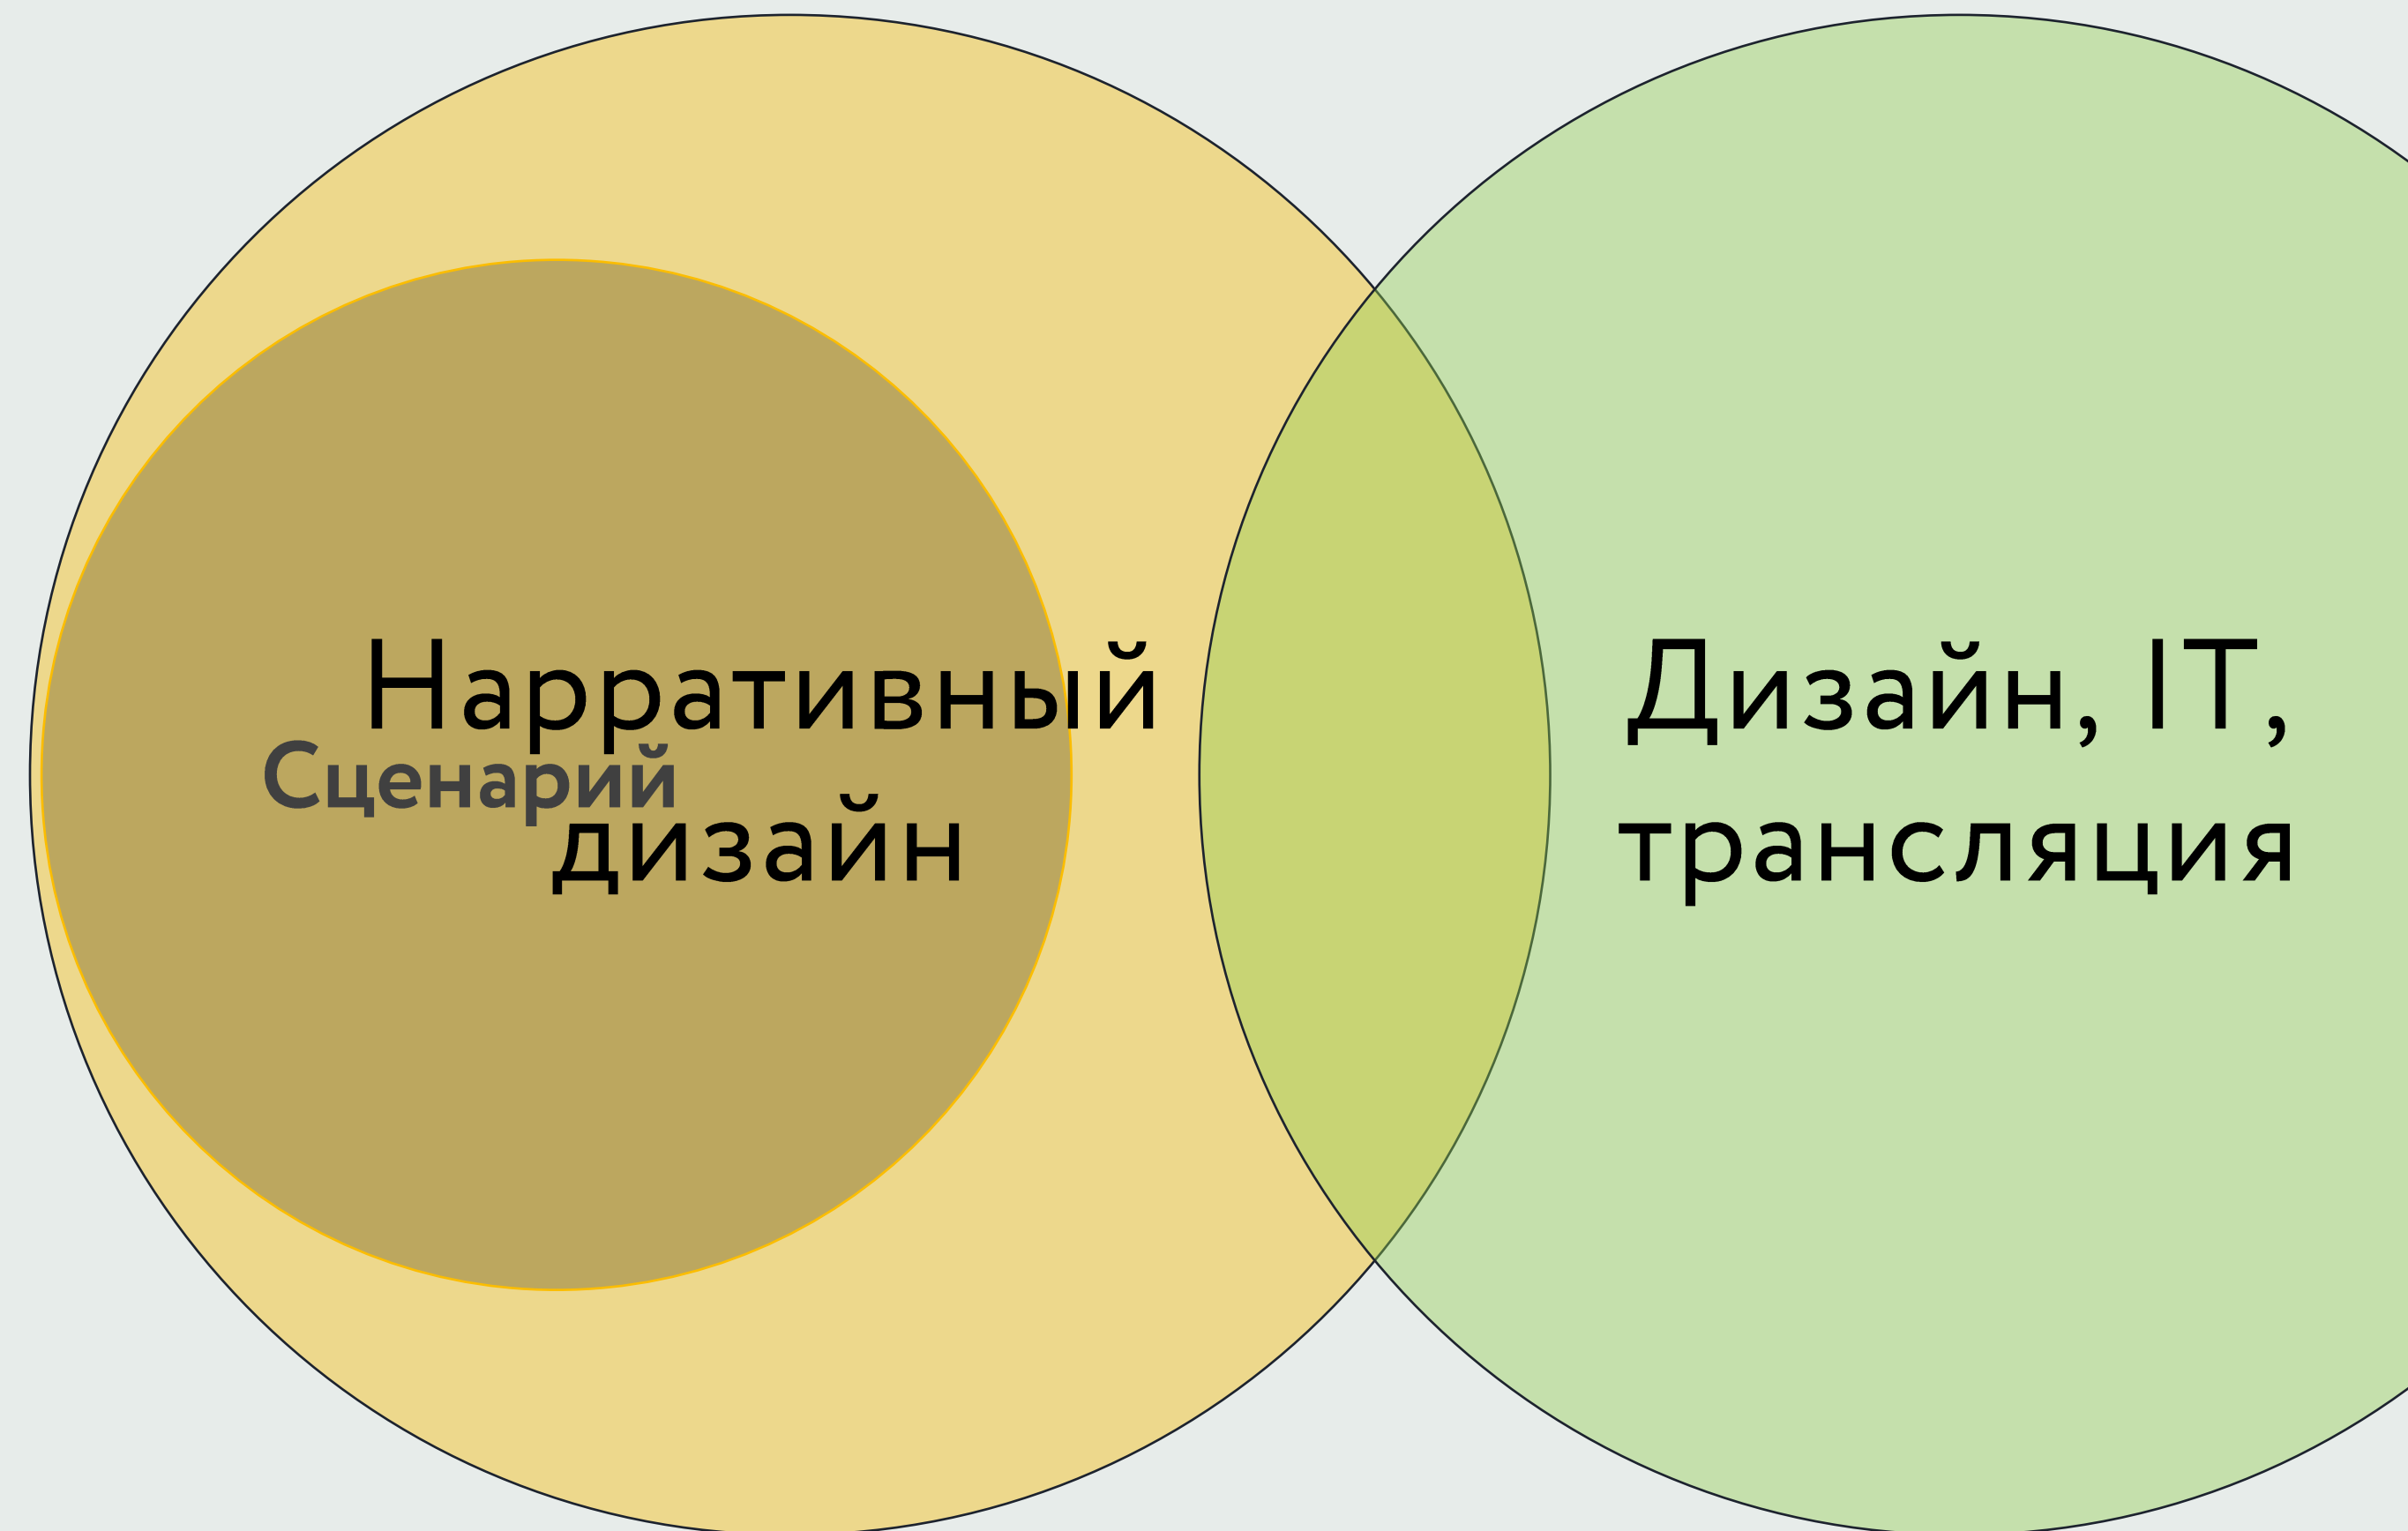 Нарративный
дизайн
Сценарий
Дизайн, IT,
трансляция